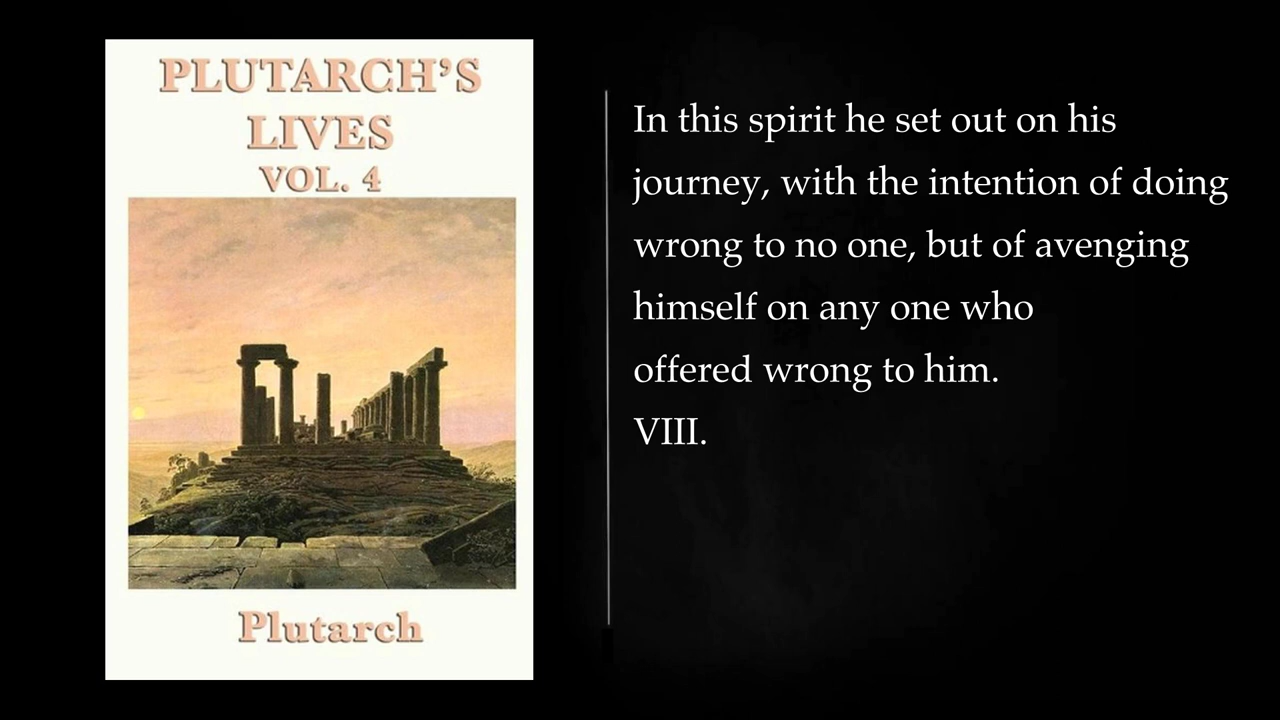 PLUTARCH'S
LIVES
VOL. 4
Plutarch
In this spirit he set out on his
journey, with the intention of doing
wrong to no one, but of avenging
himself on any one who
offered wrong to him.
VIII.